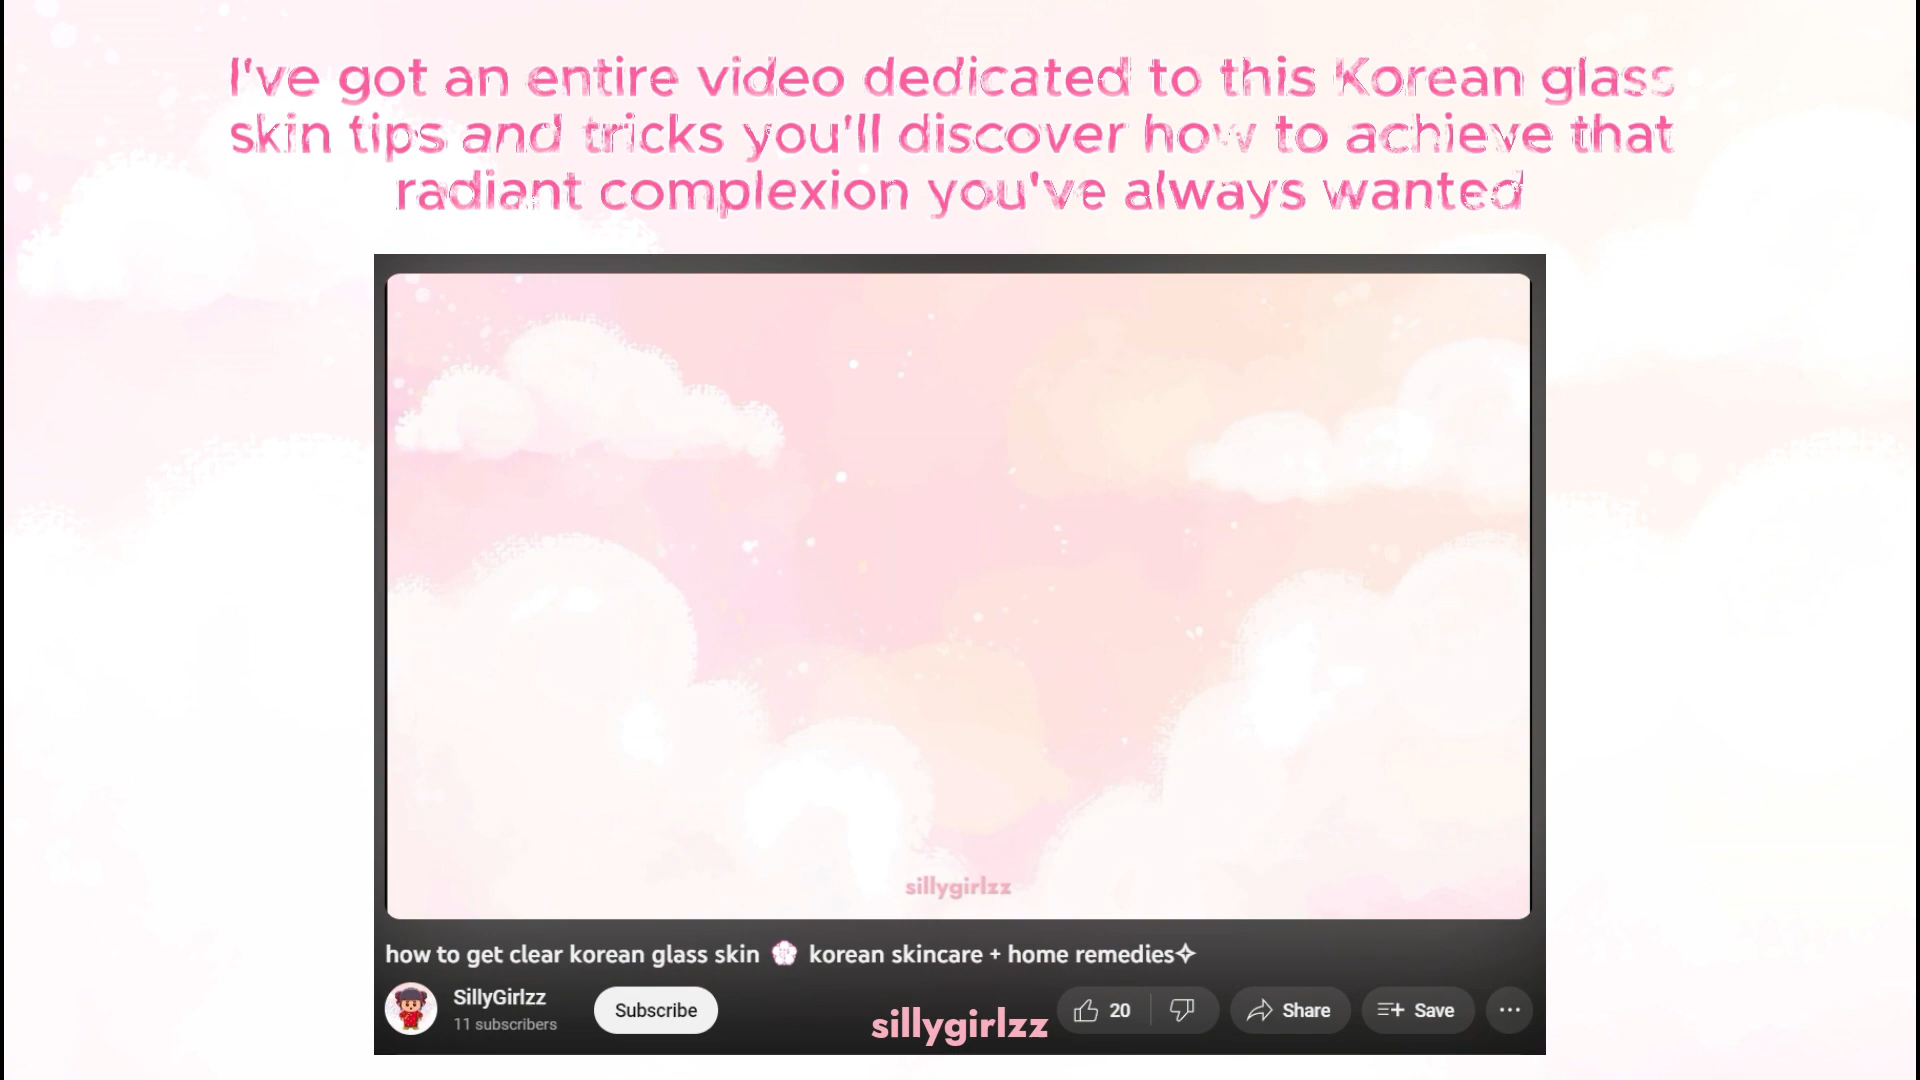 I've got an entire video dedicated to this Korean glass
skin tips and tricks you'll discover how to achieve that
radiant complexion you've always wanted
sillygirlzz
how to get clear korean glass skin 💮 korean skincare + home remedies✧
SillyGirlzz
11 subscribers
Subscribe
sillygirlzz
20
Share
Save